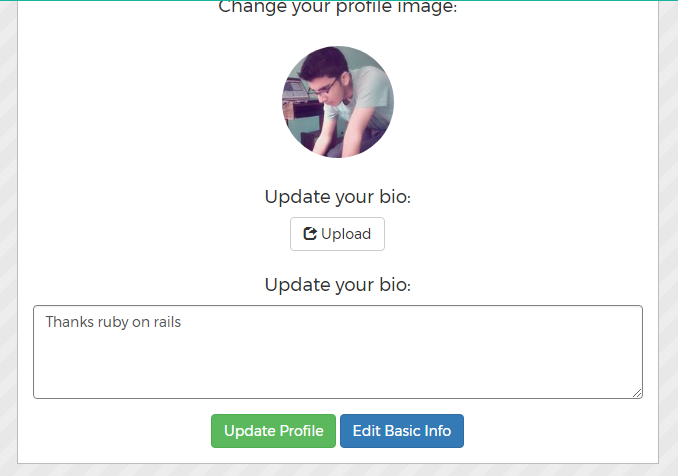 Change your profile image:
Update your bio:
Upload
Update your bio:
Thanks ruby on rails
Update Profile Edit Basic Info